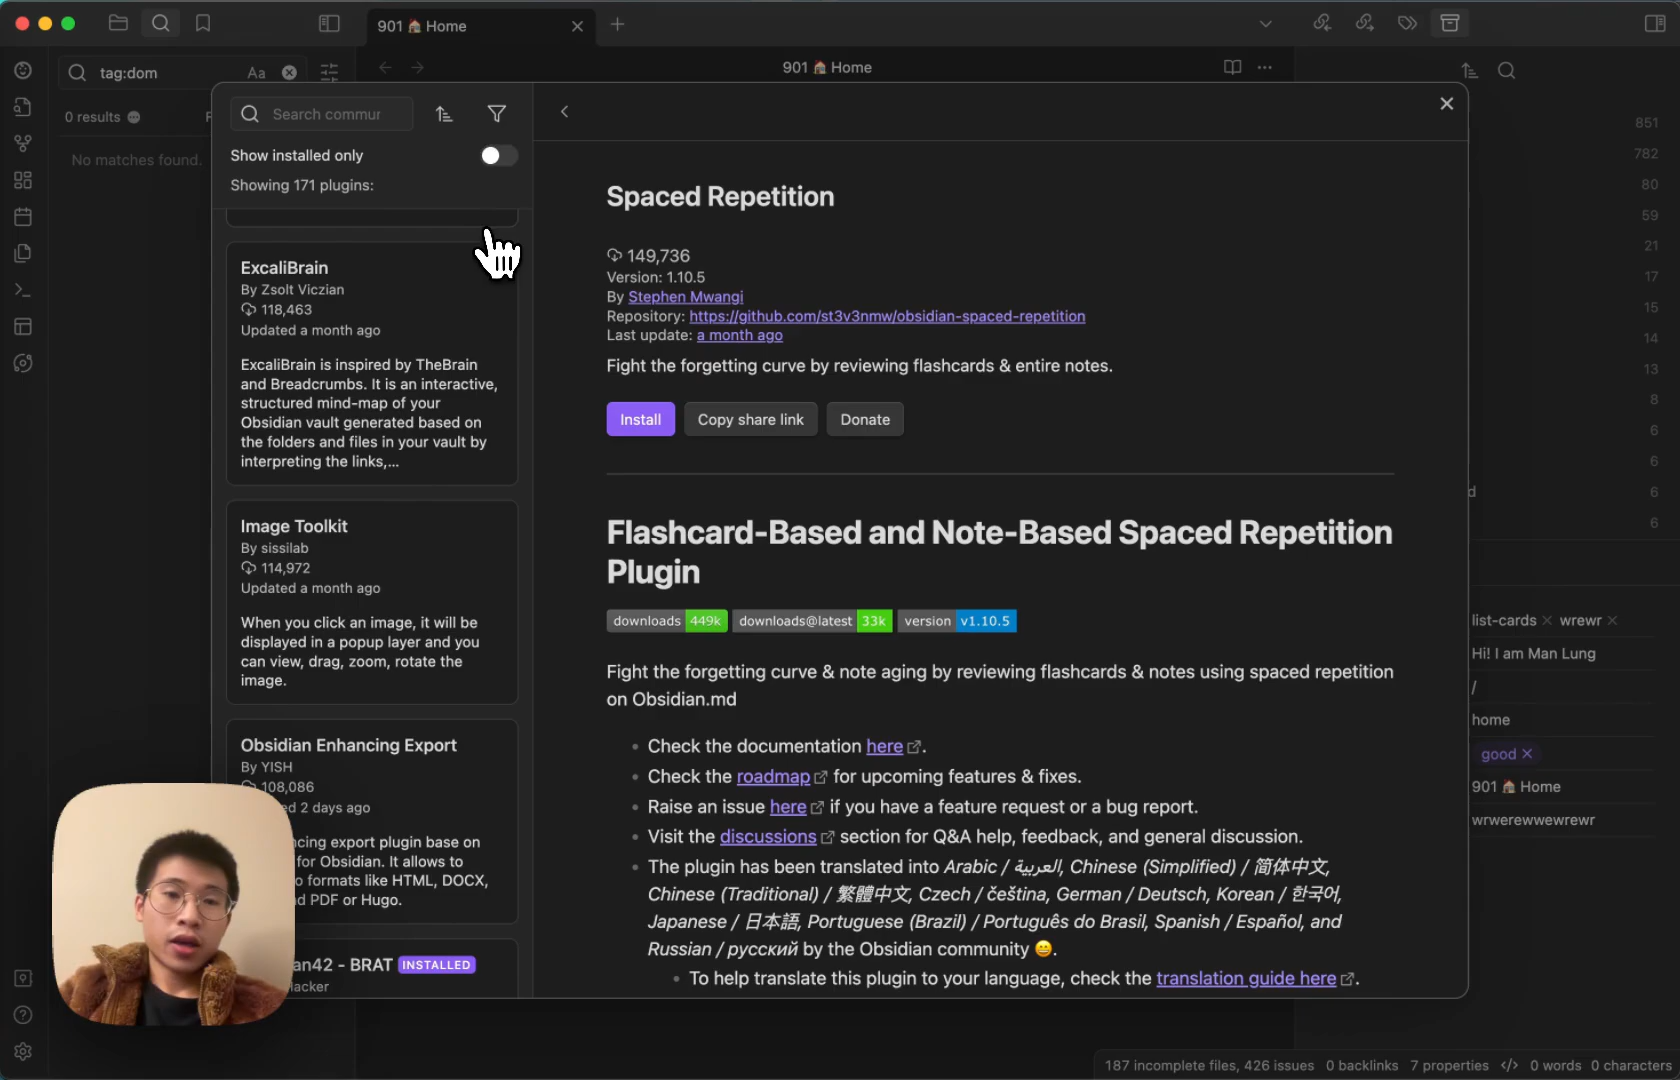 901 🏠 Home
tag:dom
Aa
901 🏠 Home
0 results
No matches found.
Search commur
Show installed only
Showing 171 plugins:
ExcaliBrain
By Zsolt Viczian
118,463
Updated a month ago
ExcaliBrain is inspired by TheBrain
and Breadcrumbs. It is an interactive,
structured mind-map of your
Obsidian vault generated based on
the folders and files in your vault by
interpreting the links,...
Image Toolkit
By sissilab
114,972
Updated a month ago
When you click an image, it will be
displayed in a popup layer and you
can view, drag, zoom, rotate the
image.
Obsidian Enhancing Export
By YISH
108,086
ed 2 days ago
ncing export plugin base on
for Obsidian. It allows to
o formats like HTML, DOCX,
d PDF or Hugo.
an42 - BRAT INSTALLED
acker
Spaced Repetition
149,736
Version: 1.10.5
By Stephen Mwangi
Repository: https://github.com/st3v3nmw/obsidian-spaced-repetition
Last update: a month ago
Fight the forgetting curve by reviewing flashcards & entire notes.
Install
Copy share link
Donate
Flashcard-Based and Note-Based Spaced Repetition
Plugin
downloads 449k downloads@latest 33k version v1.10.5
Fight the forgetting curve & note aging by reviewing flashcards & notes using spaced repetition
on Obsidian.md
• Check the documentation here.
• Check the roadmap for upcoming features & fixes.
• Raise an issue here if you have a feature request or a bug report.
• Visit the discussions section for Q&A help, feedback, and general discussion.
• The plugin has been translated into Arabic / العربية, Chinese (Simplified) / 简体中文,
Chinese (Traditional) / 繁體中文, Czech / čeština, German / Deutsch, Korean / 한국어,
Japanese / 日本語, Portuguese (Brazil) / Português do Brasil, Spanish / Español, and
Russian / русский by the Obsidian community 😀.
• To help translate this plugin to your language, check the translation guide here.
851
782
80
59
21
17
15
14
13
8
6
6
d 6
6
list-cards × wrewr ×
Hi! I am Man Lung
/
home
good ×
901 🏠 Home
wrwerewwewrewr
187 incomplete files, 426 issues 0 backlinks 7 properties </> 0 words 0 characters